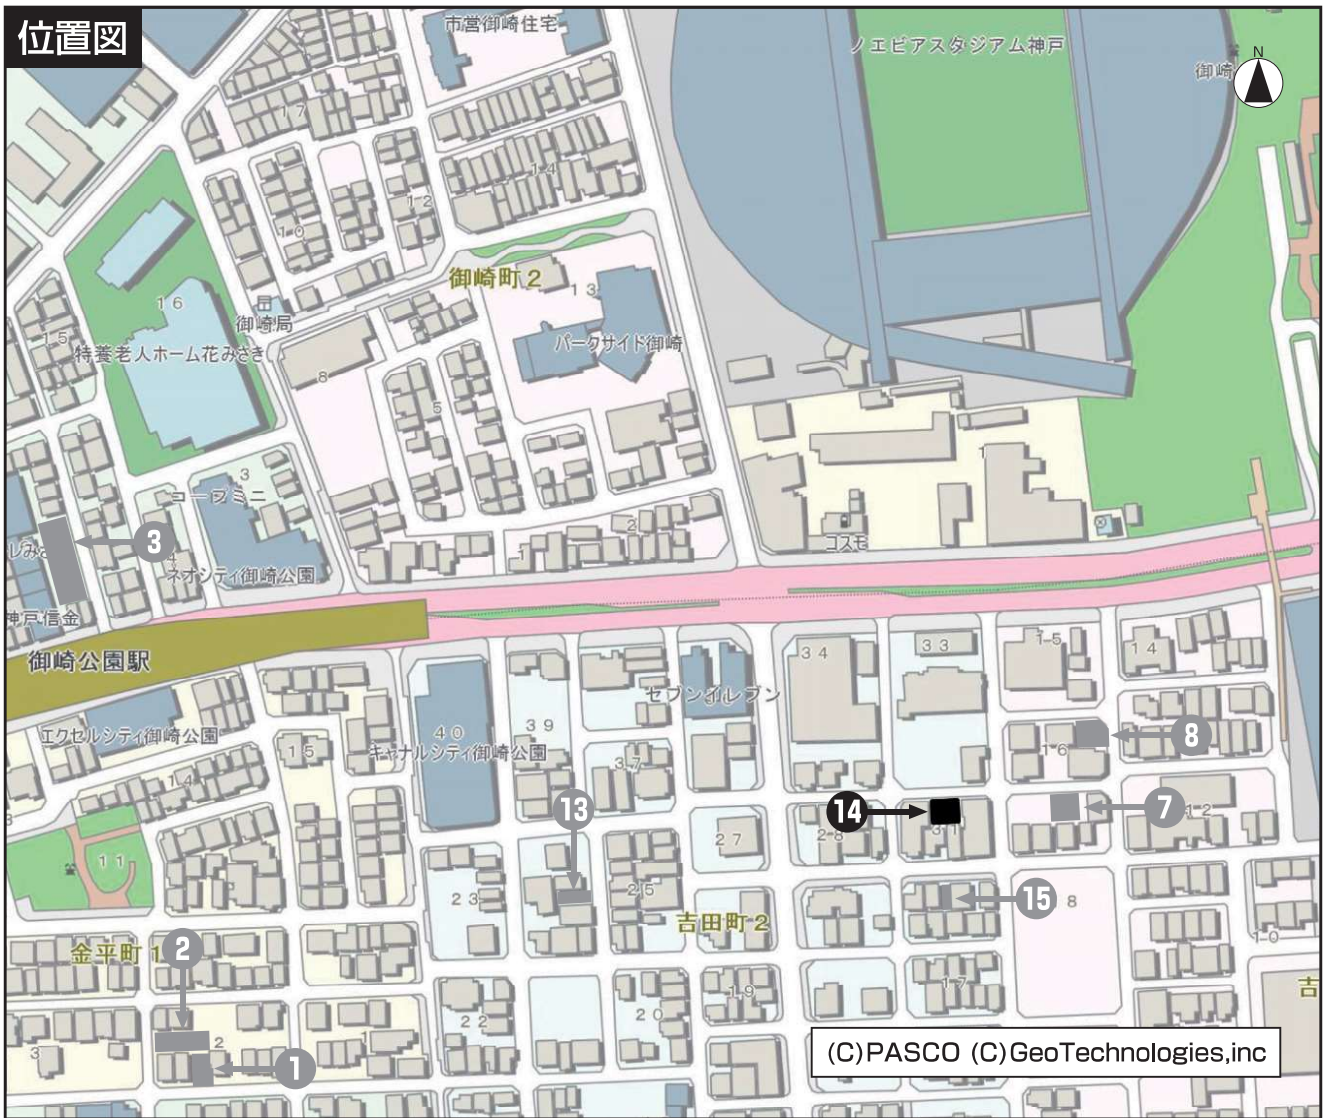 位置図
市営御崎住宅
ノエビアスタジアム神戸
N
御崎
17
14
12
10
御崎町2
16
13
御崎局
15
特養老人ホーム花みさき
パークサイド御崎
8
5
3
コープミニ
1
2
3
コスモ
1
ネオシティ御崎公園
神戸信金
御崎公園駅
34
33
15
14
セブンイレブン
エクセルシティ御崎公園
40
39
キャナルシティ御崎公園
15
16
8
37
14
13
14
7
12
28
31
27
11
25
23
15
8
吉田町2
金平町1
2
10
19
17
吉
22
20
2
3
1
(C)PASCO (C)GeoTechnologies,inc